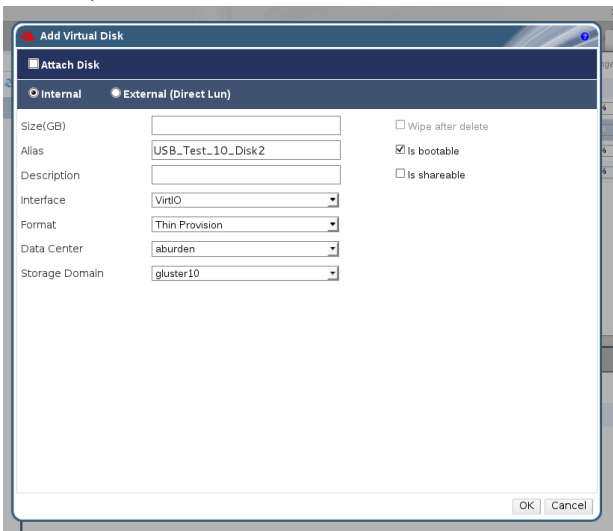 Add Virtual Disk
Attach Disk
Internal External (Direct Lun)
Size(GB) Wipe after delete
Alias USB_Test_10_Disk2 Is bootable
Description Is shareable
Interface VirtIO
Format Thin Provision
Data Center aburden
Storage Domain gluster10
OK Cancel